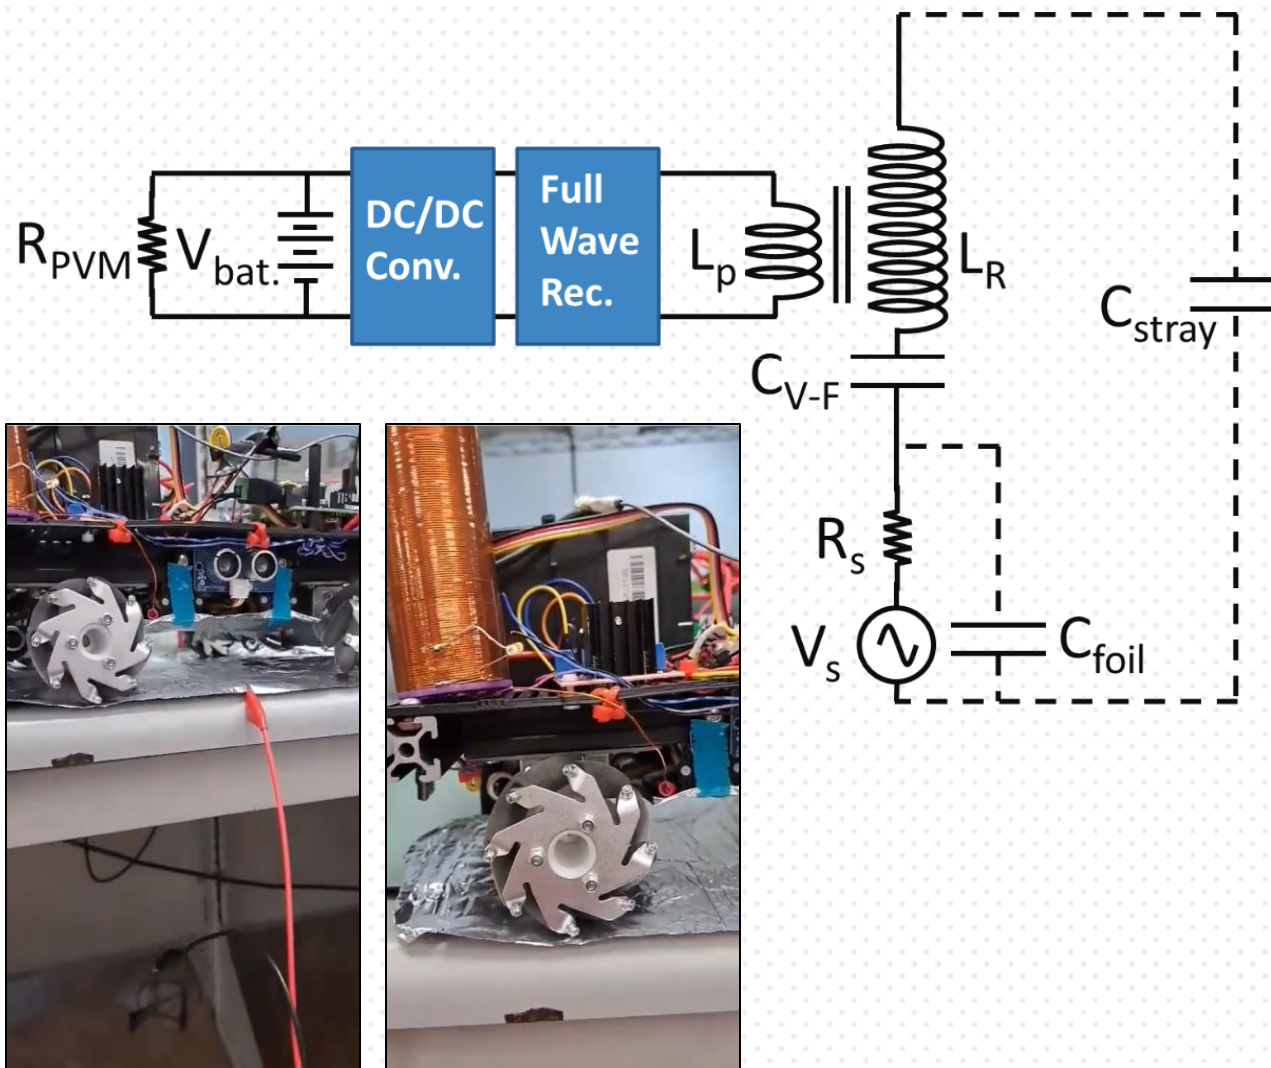 R_PVM
V_bat.
DC/DC
Conv.
Full
Wave
Rec.
L_p
L_R
C_stray
C_V-F
R_s
V_s
C_foil